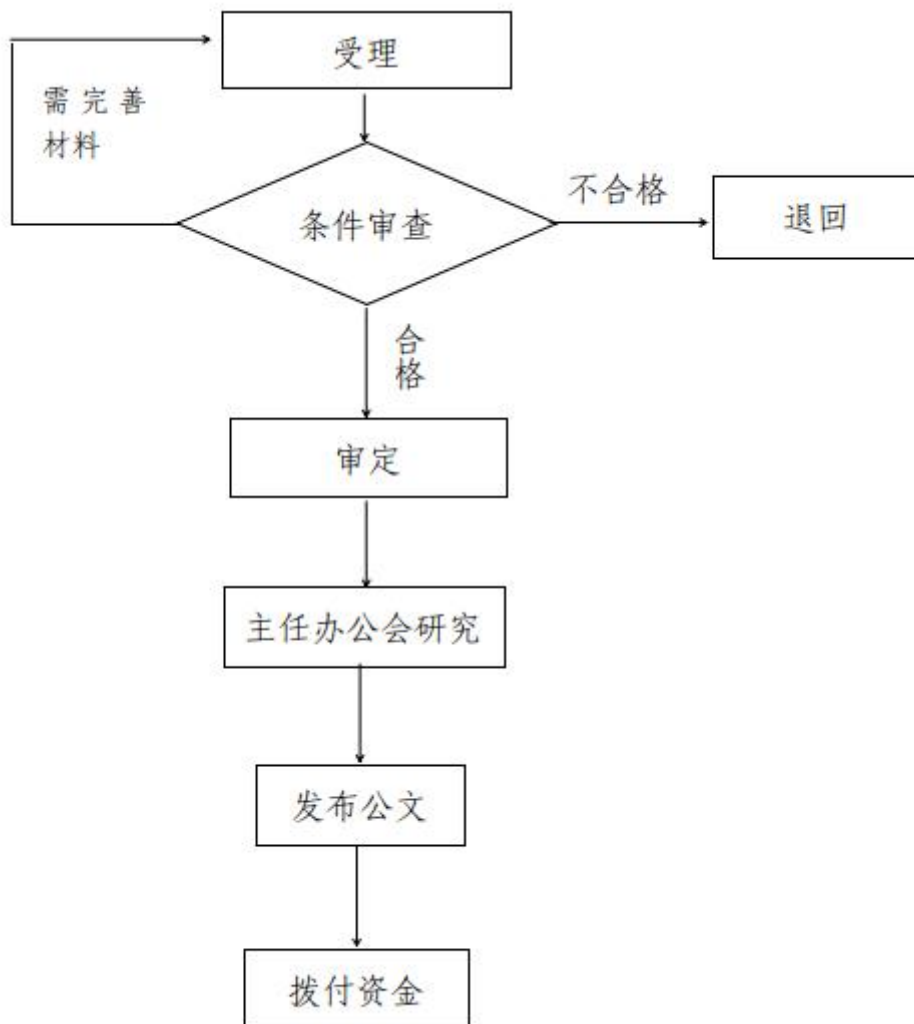 受理
需完善
材料
条件审查
不合格
退回
合
格
审定
主任办公会研究
发布公文
拨付资金